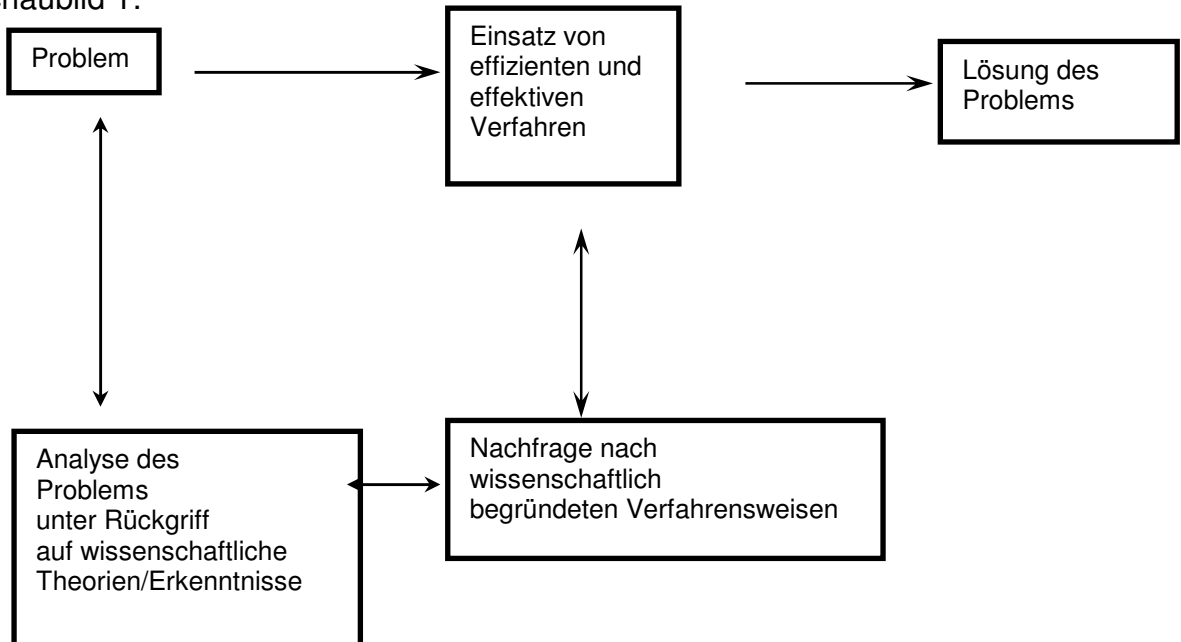 Problem
Einsatz von
effizienten und
effektiven
Verfahren
Lösung des
Problems
Analyse des
Problems
unter Rückgriff
auf wissenschaftliche
Theorien/Erkenntnisse
Nachfrage nach
wissenschaftlich
begründeten Verfahrensweisen